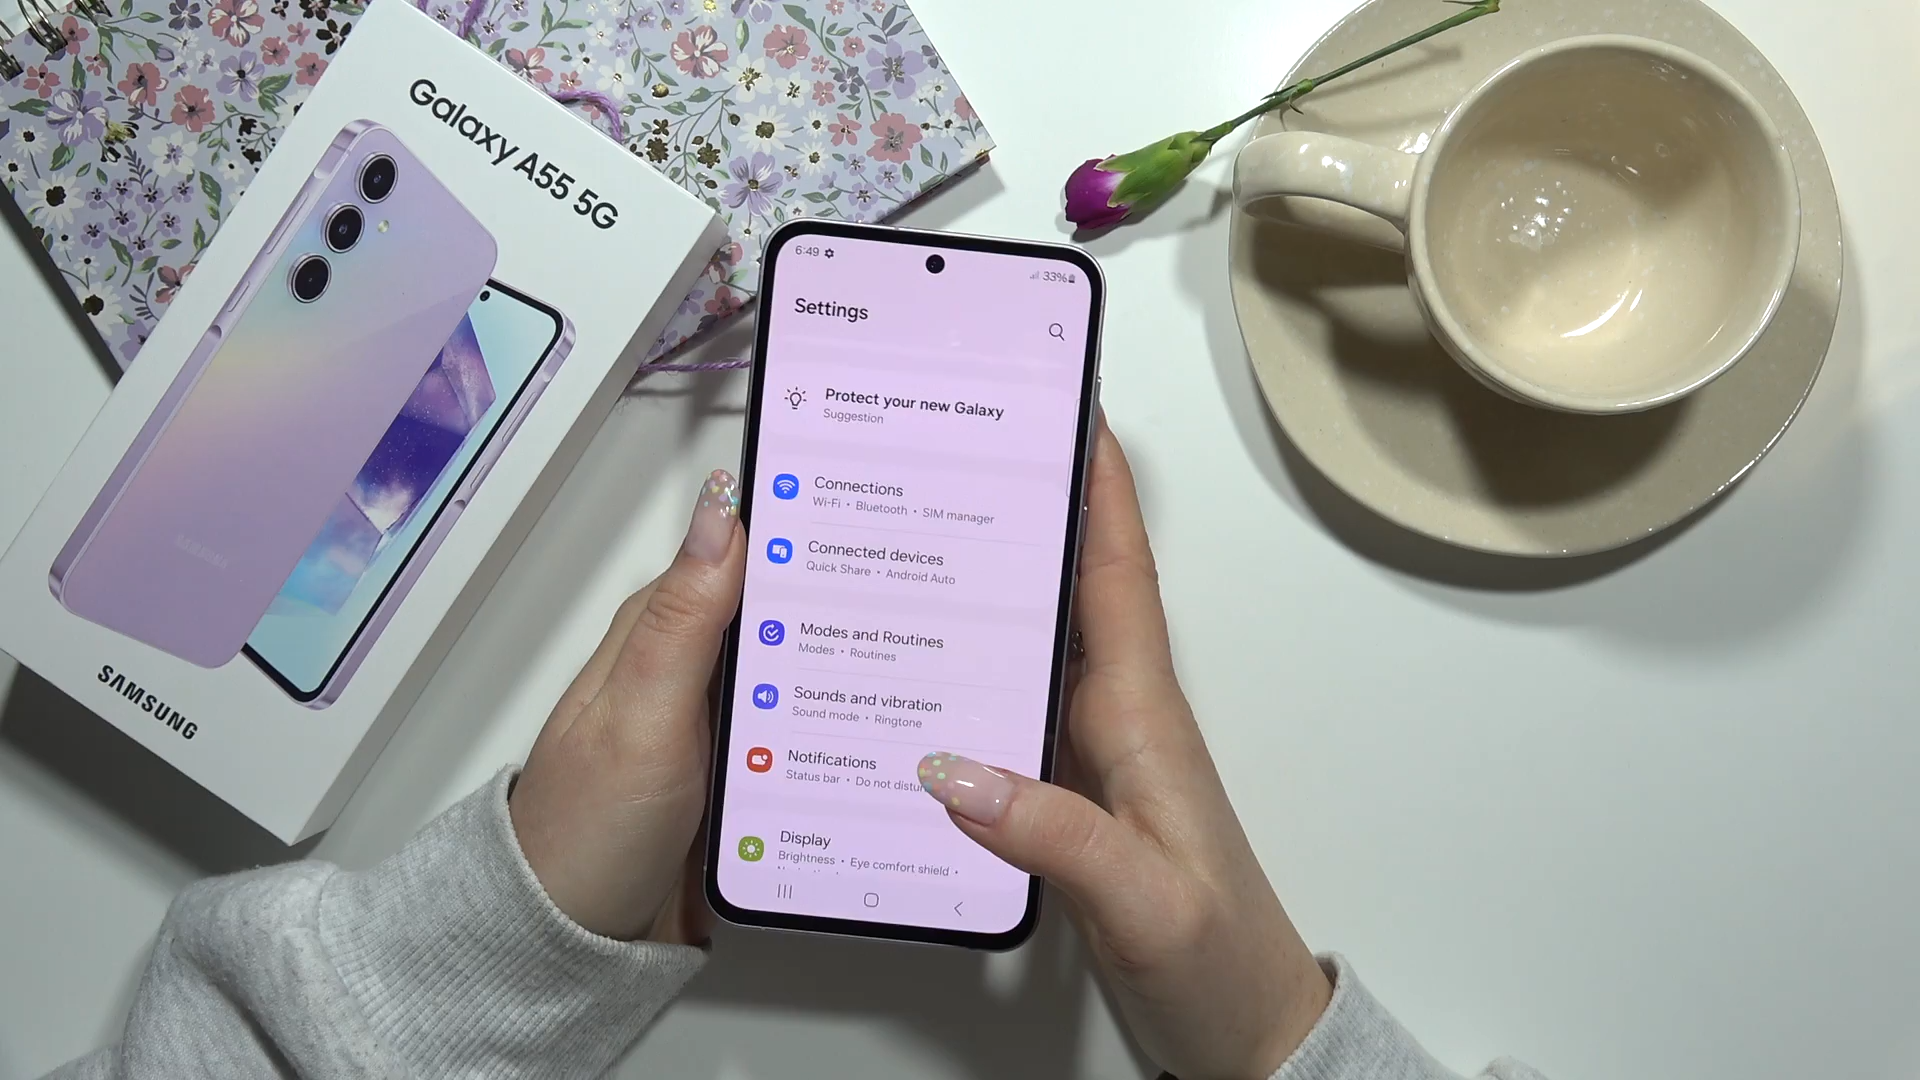 Galaxy A55 5G
SAMSUNG
SAMSUNG
6:49
33%
Settings
Protect your new Galaxy
Suggestion
Connections
Wi-Fi • Bluetooth • SIM manager
Connected devices
Quick Share • Android Auto
Modes and Routines
Modes • Routines
Sounds and vibration
Sound mode • Ringtone
Notifications
Status bar • Do not distur
Display
Brightness • Eye comfort shield •